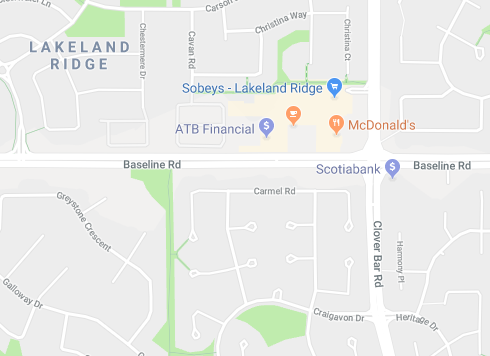 Carson
Christina Way
Chestermere Dr
Cavan Rd
Christina Ct
LAKELAND
RIDGE
Sobeys - Lakeland Ridge
McDonald's
ATB Financial
Baseline Rd
Scotiabank
Baseline Rd
Carmel Rd
Greystone Crescent
Clover Bar Rd
Harmony Pl
Galloway Dr
Craigavon Dr
Heritage Dr